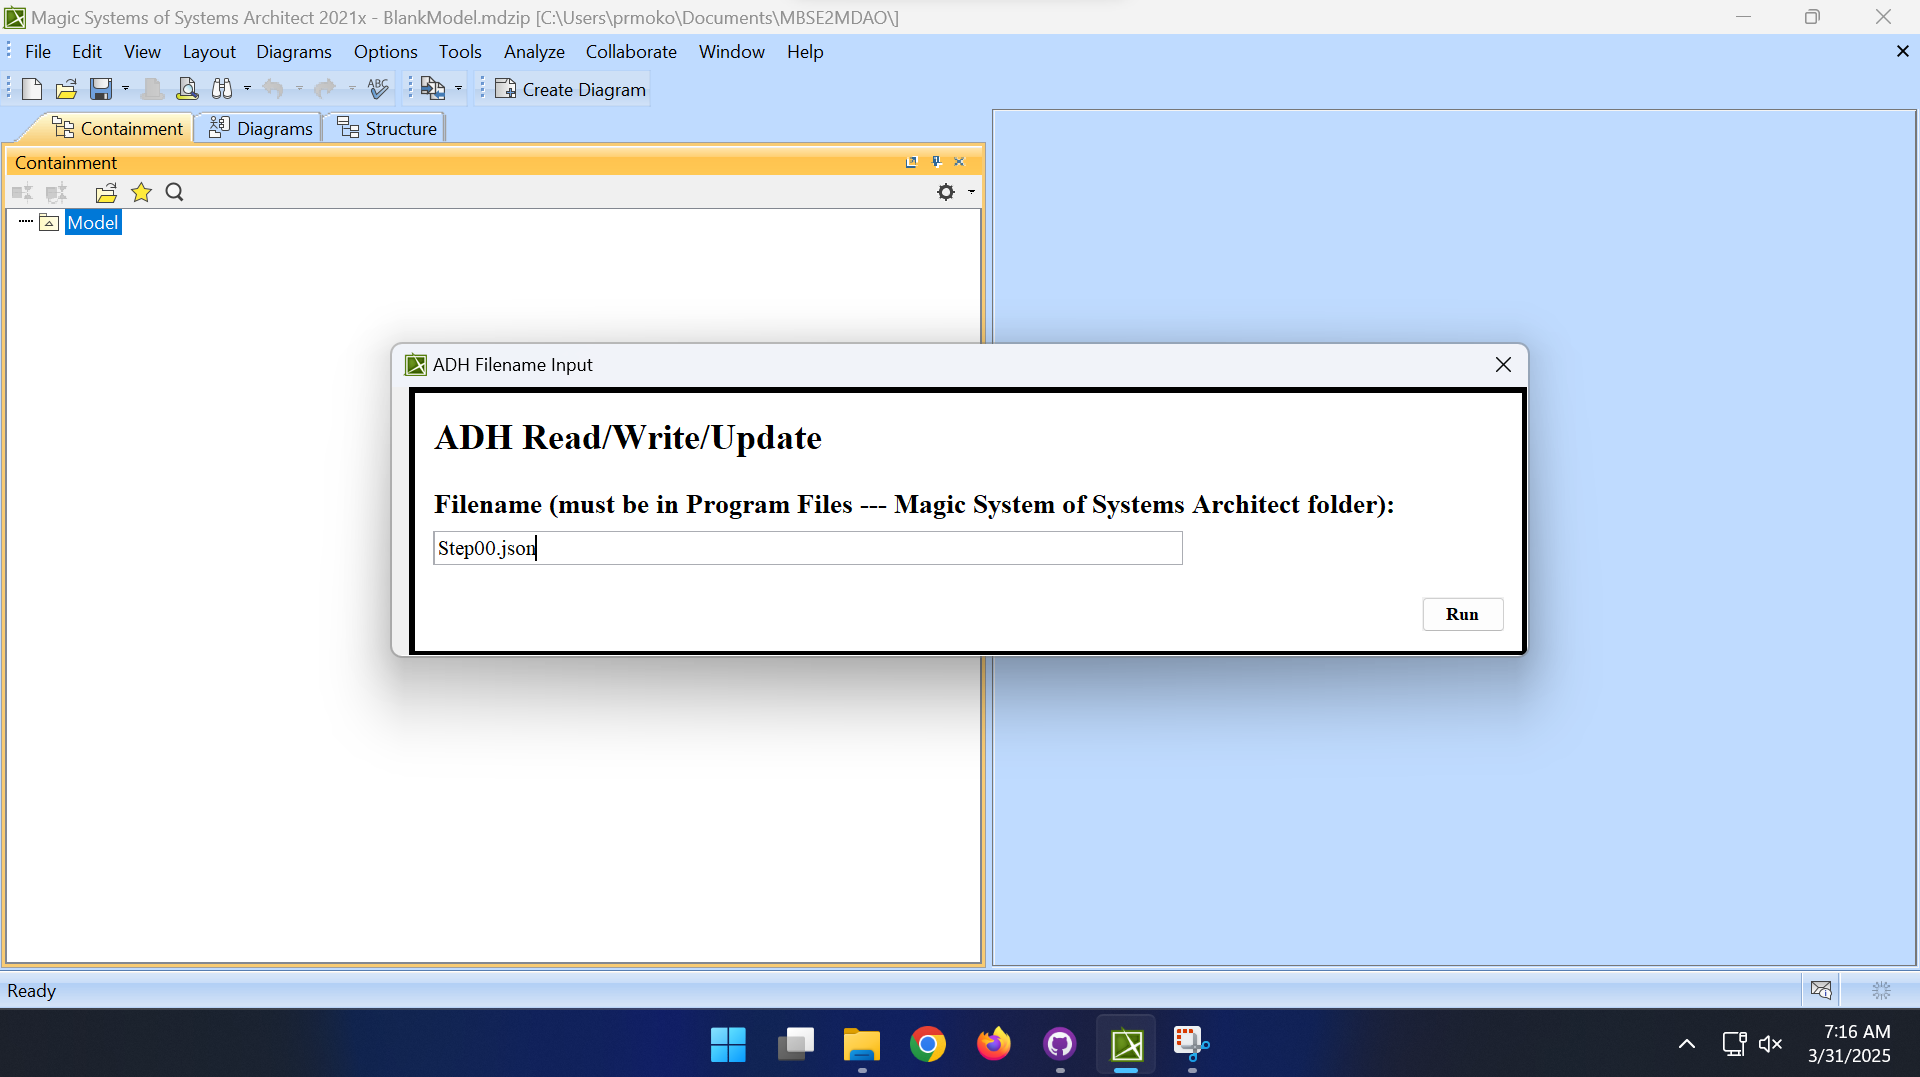 Magic Systems of Systems Architect 2021x - BlankModel.mdzip [C:\Users\prmoko\Documents\MBSE2MDAO\]
File Edit View Layout Diagrams Options Tools Analyze Collaborate Window Help
ABC Create Diagram
Containment Diagrams Structure
Containment
Model
ADH Filename Input
ADH Read/Write/Update
Filename (must be in Program Files --- Magic System of Systems Architect folder):
Step00.json
Run
Ready
7:16 AM
3/31/2025